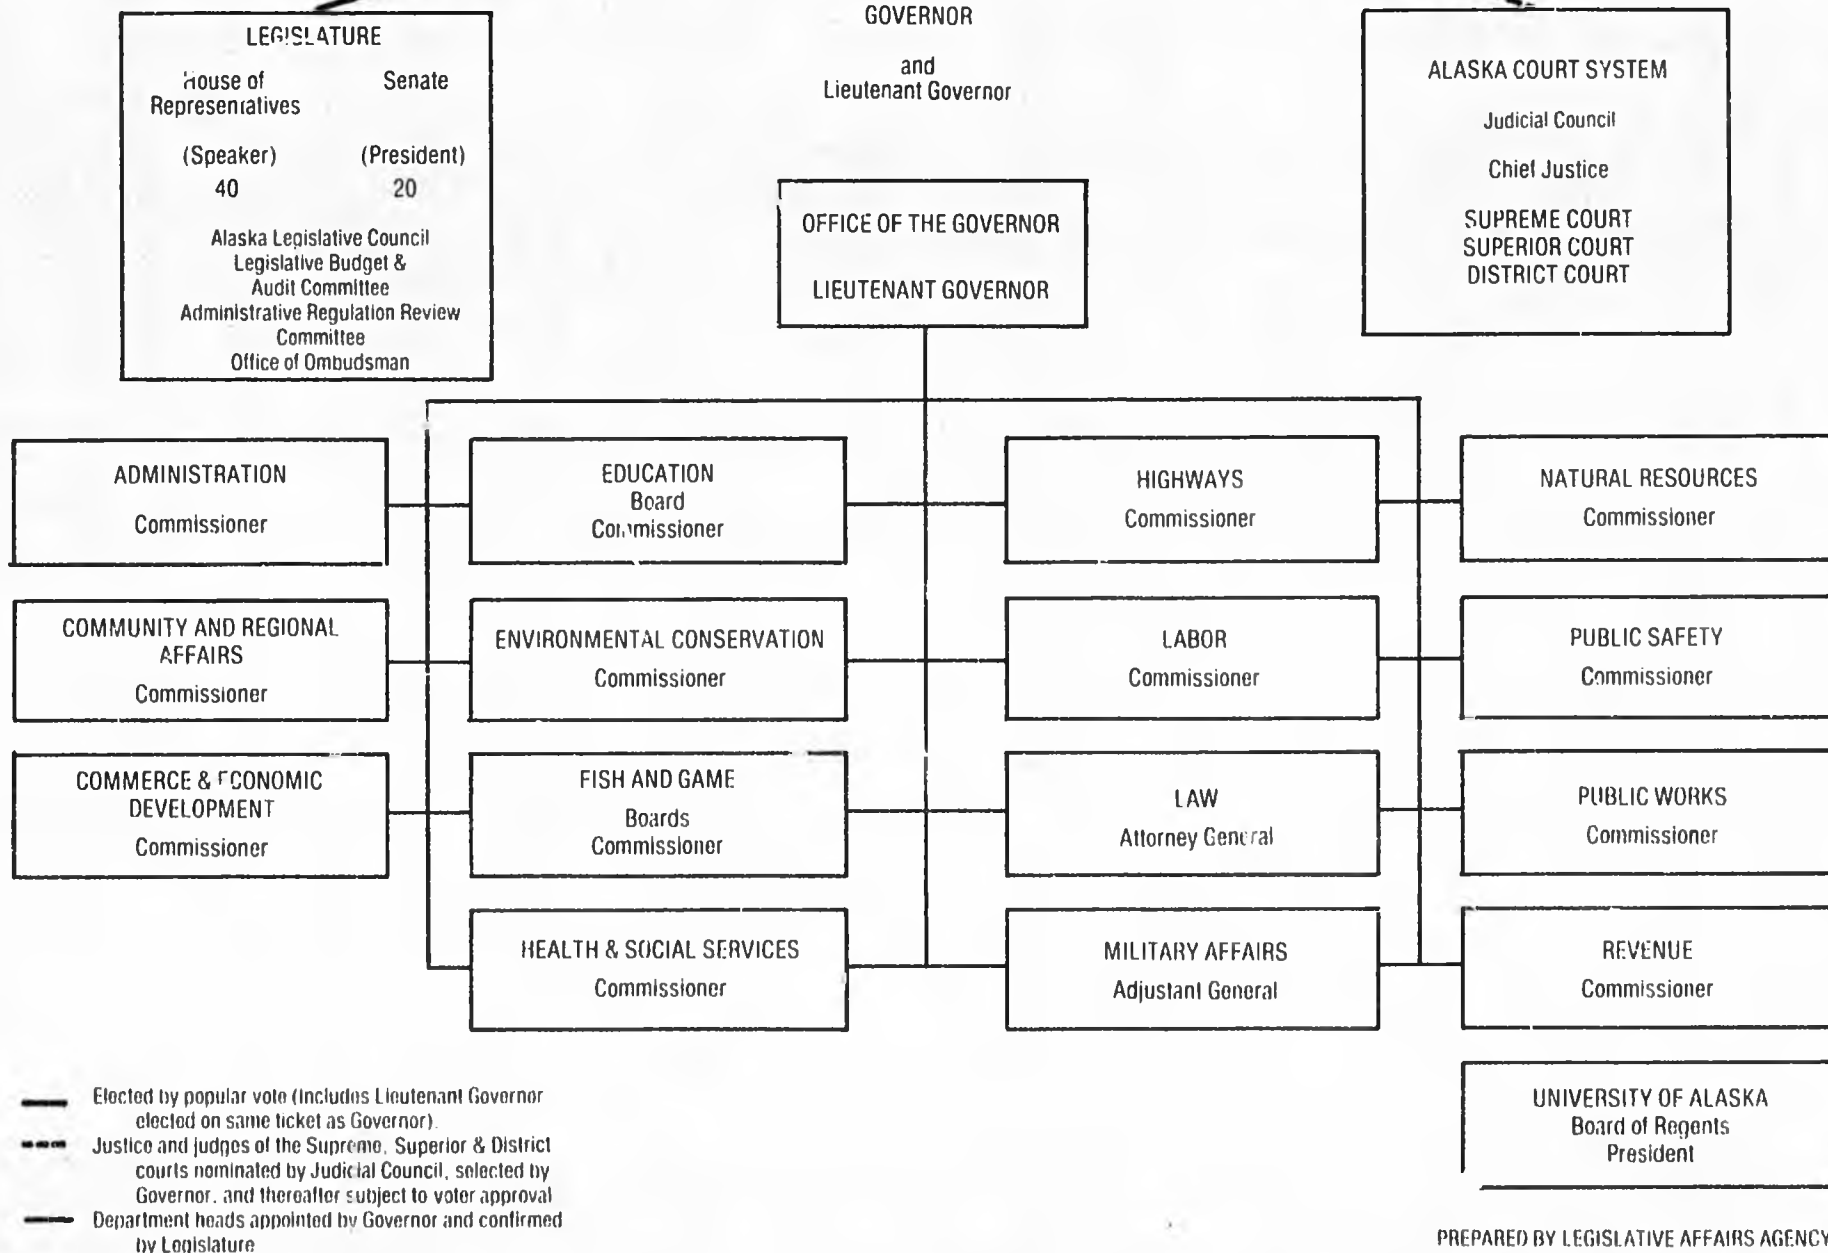 LEGISLATURE
House of Representatives
Senate
(Speaker)
40
(President)
20
Alaska Legislative Council
Legislative Budget &
Audit Committee
Administrative Regulation Review
Committee
Office of Ombudsman
GOVERNOR
and
Lieutenant Governor
OFFICE OF THE GOVERNOR
LIEUTENANT GOVERNOR
ALASKA COURT SYSTEM
Judicial Council
Chief Justice
SUPREME COURT
SUPERIOR COURT
DISTRICT COURT
ADMINISTRATION
Commissioner
EDUCATION
Board
Commissioner
HIGHWAYS
Commissioner
NATURAL RESOURCES
Commissioner
COMMUNITY AND REGIONAL
AFFAIRS
Commissioner
ENVIRONMENTAL CONSERVATION
Commissioner
LABOR
Commissioner
PUBLIC SAFETY
Commissioner
COMMERCE & ECONOMIC
DEVELOPMENT
Commissioner
FISH AND GAME
Boards
Commissioner
LAW
Attorney General
PUBLIC WORKS
Commissioner
HEALTH & SOCIAL SERVICES
Commissioner
MILITARY AFFAIRS
Adjustant General
REVENUE
Commissioner
UNIVERSITY OF ALASKA
Board of Regents
President
Elected by popular vote (Includes Lieutenant Governor
elected on same ticket as Governor).
Justice and judges of the Supreme, Superior & District
courts nominated by Judicial Council, selected by
Governor, and thereafter subject to voter approval
Department heads appointed by Governor and confirmed
by Legislature
PREPARED BY LEGISLATIVE AFFAIRS AGENCY